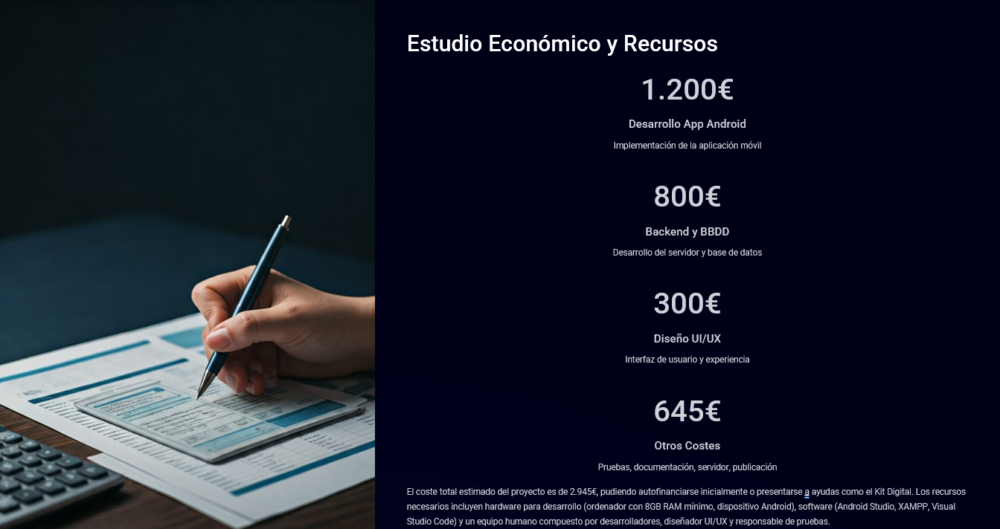 Estudio Económico y Recursos
1.200€
Desarrollo App Android
Implementación de la aplicación móvil
800€
Backend y BBDD
Desarrollo del servidor y base de datos
300€
Diseño UI/UX
Interfaz de usuario y experiencia
645€
Otros Costes
Pruebas, documentación, servidor, publicación
El coste total estimado del proyecto es de 2.945€, pudiendo autofinanciarse inicialmente o presentarse a ayudas como el Kit Digital. Los recursos
necesarios incluyen hardware para desarrollo (ordenador con 8GB RAM mínimo, dispositivo Android), software (Android Studio, XAMPP, Visual
Studio Code) y un equipo humano compuesto por desarrolladores, diseñador UI/UX y responsable de pruebas.